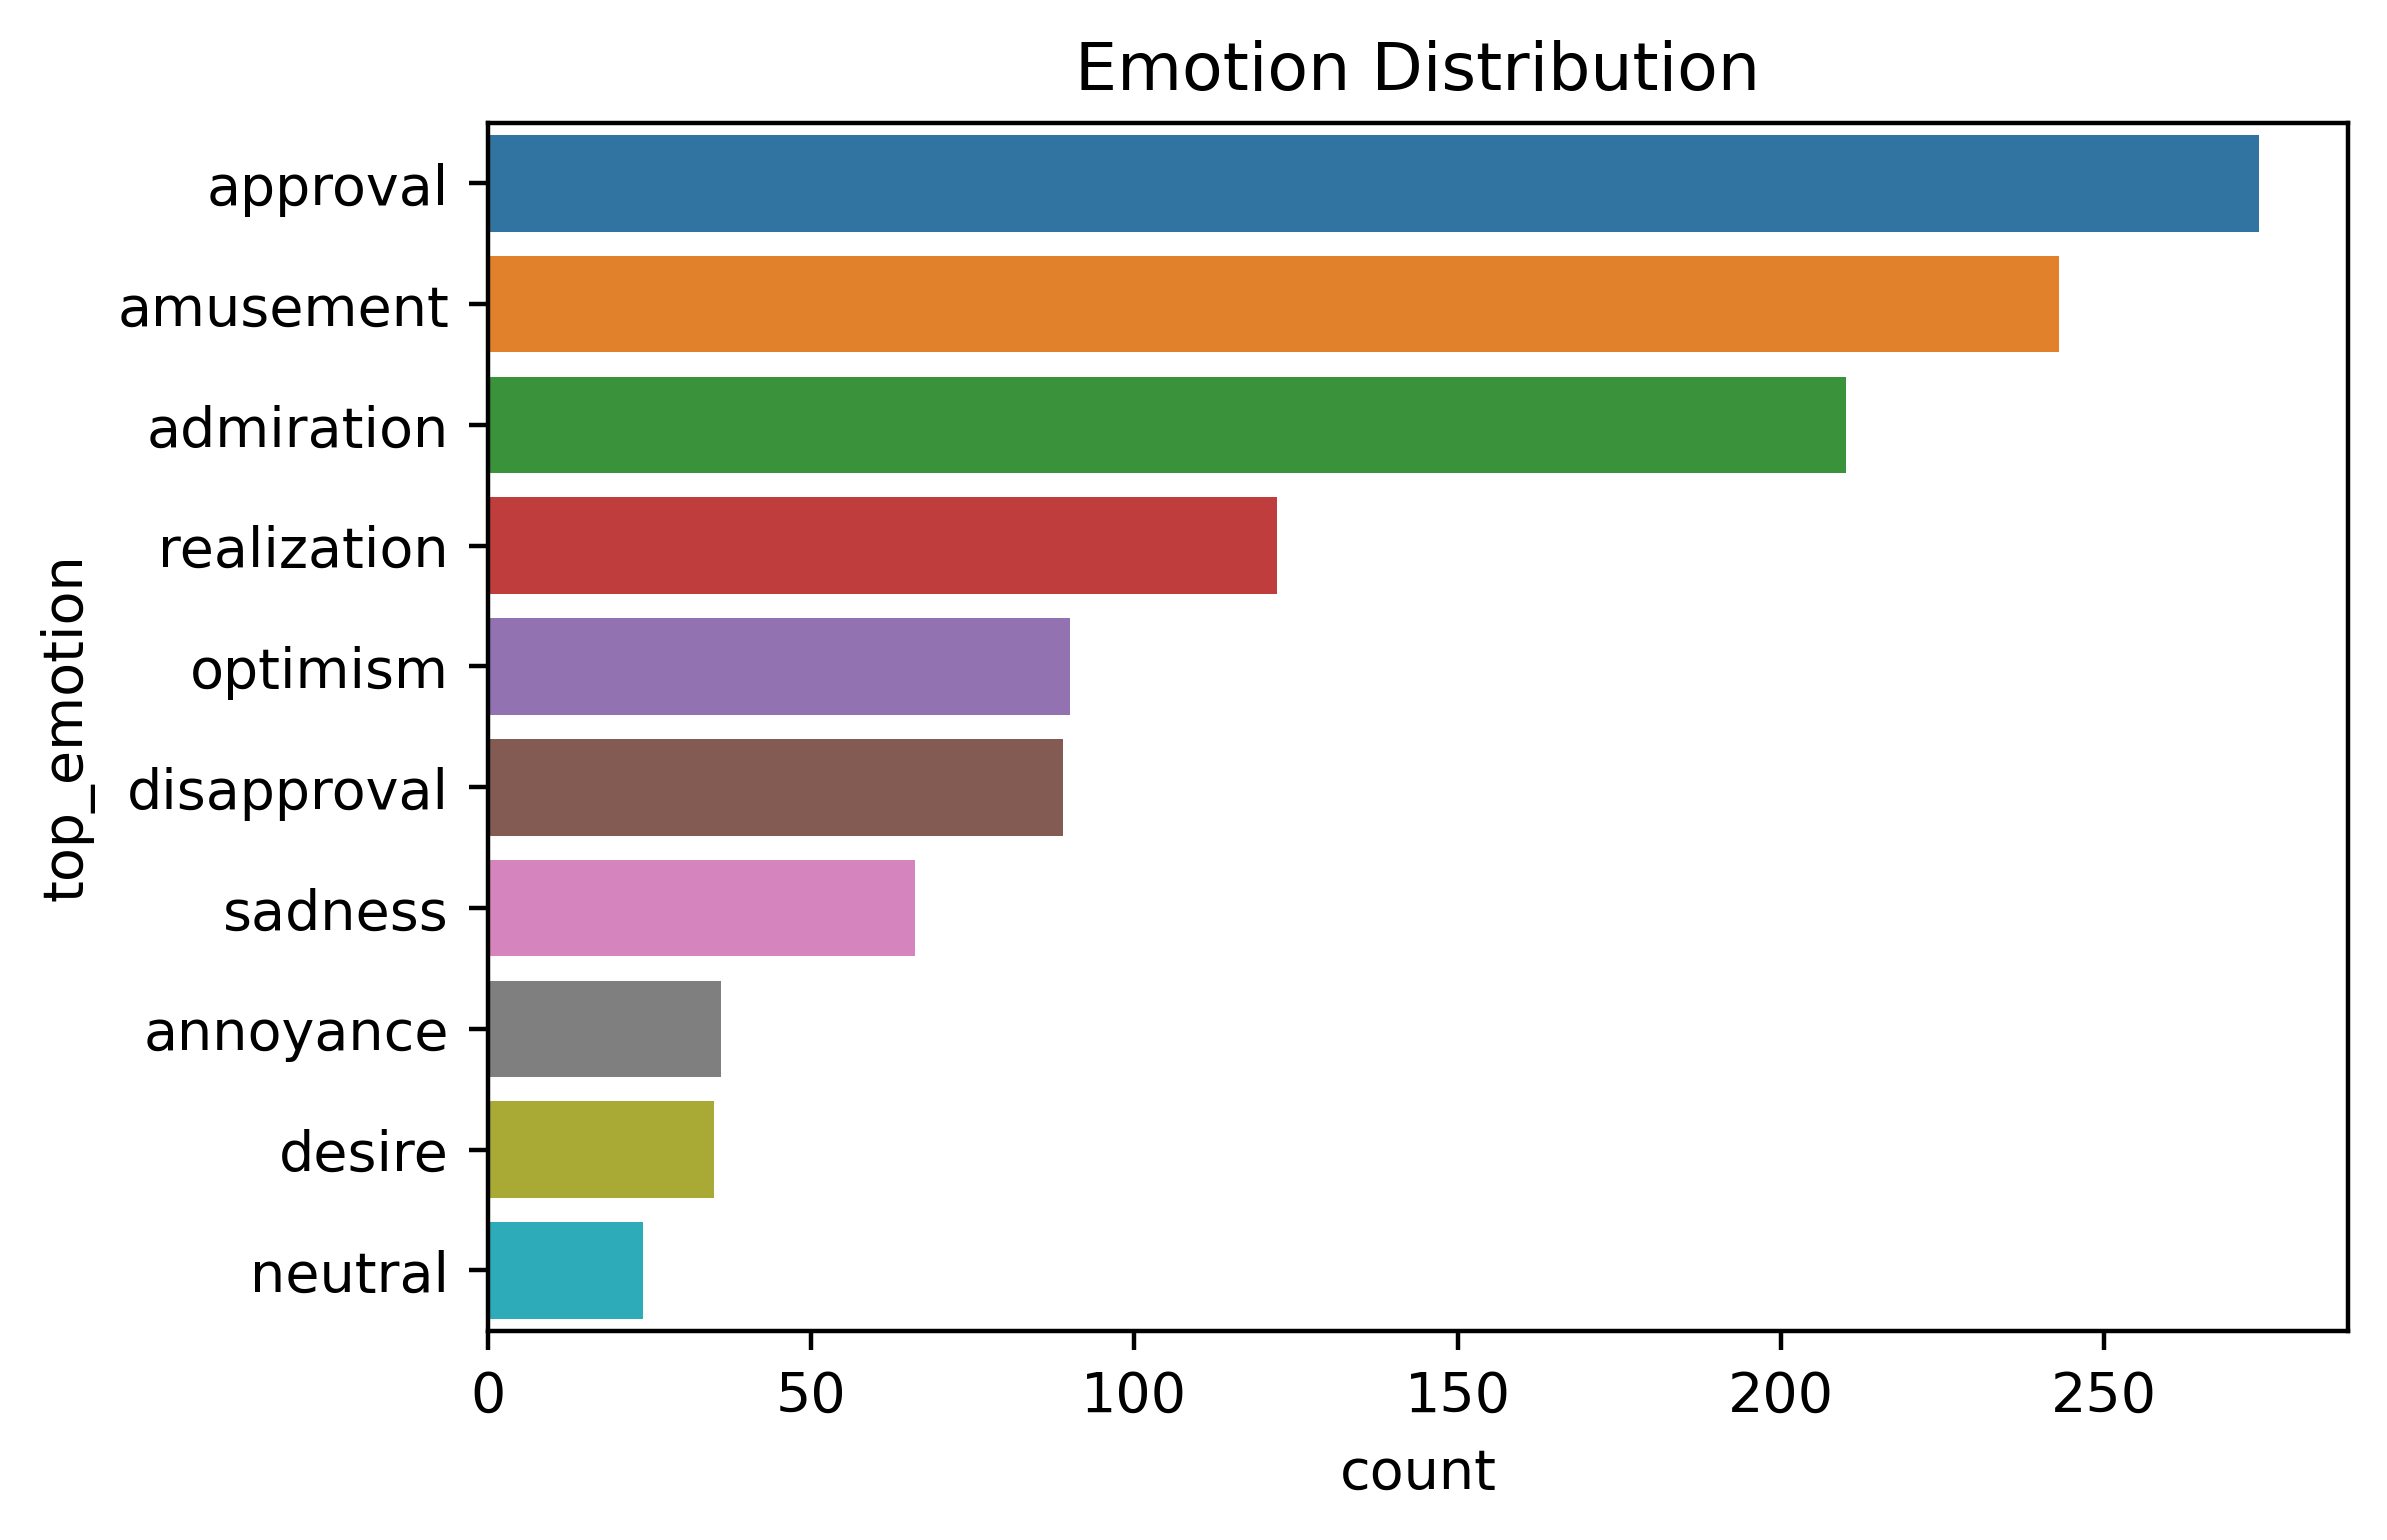 Emotion Distribution
approval
amusement
admiration
realization
optimism
disapproval
sadness
annoyance
desire
neutral
top_emotion
0 50 100 150 200 250
count